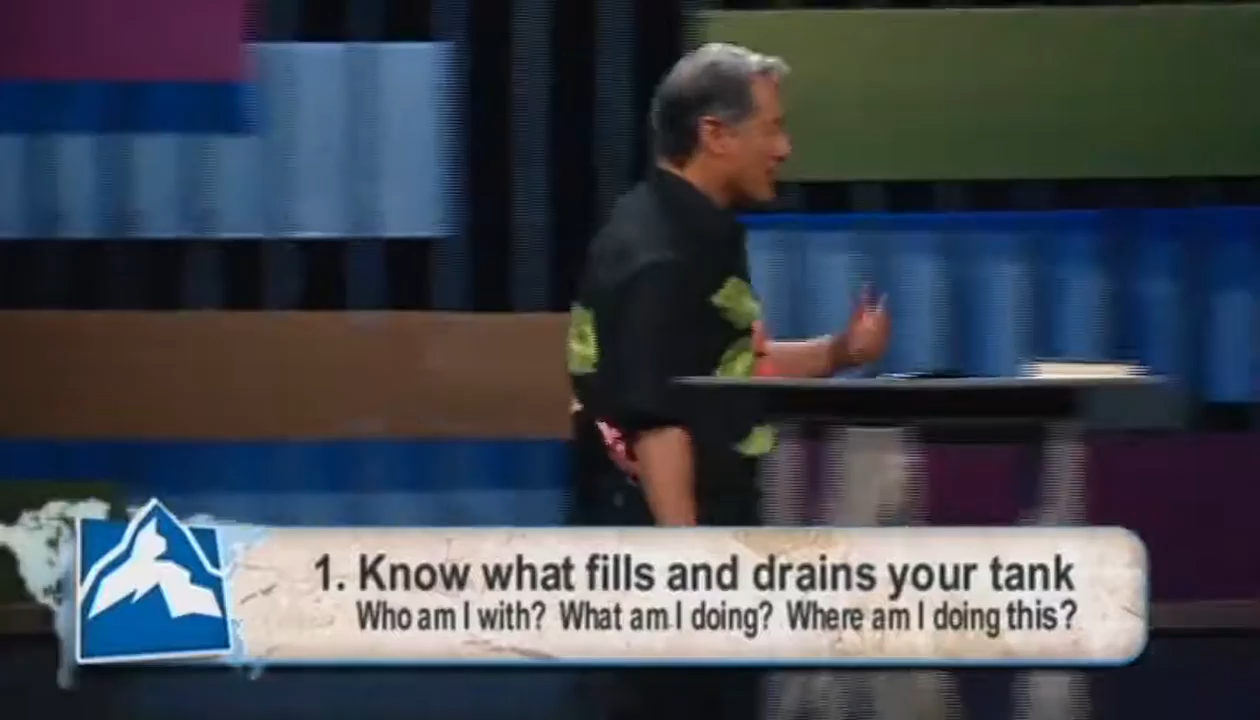 1. Know what fills and drains your tank
Who am I with? What am I doing? Where am I doing this?